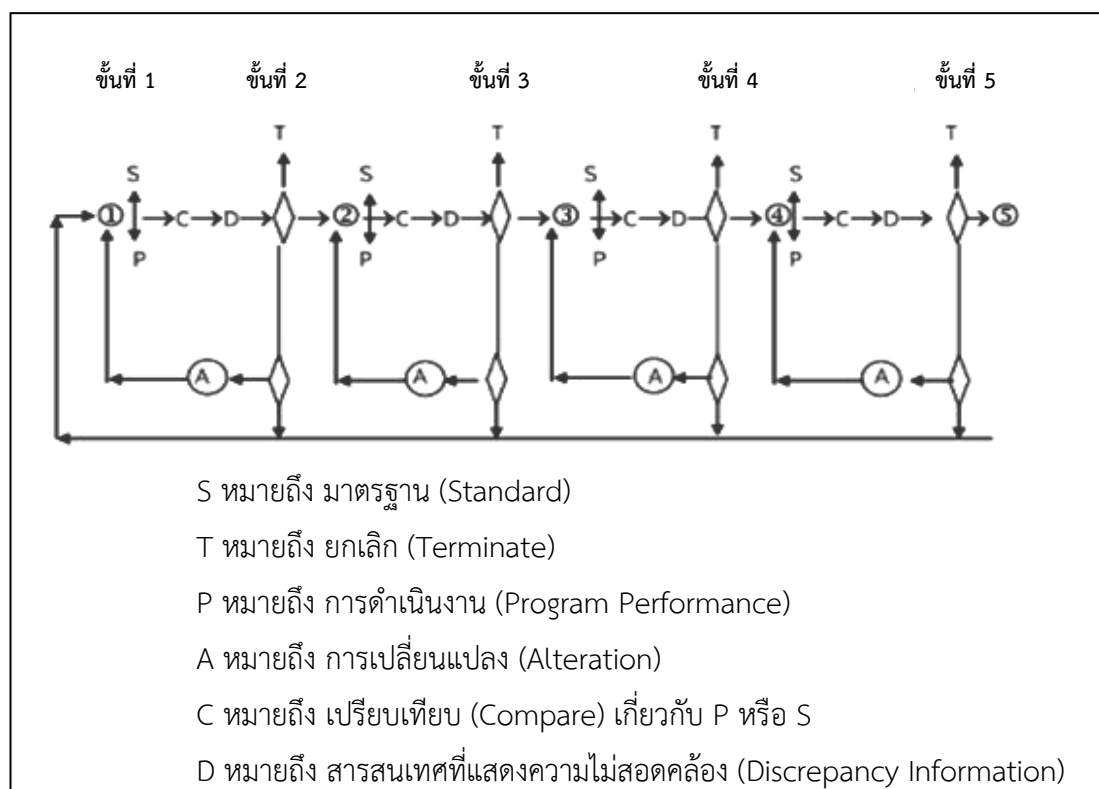 ขั้นที่ 1 ขั้นที่ 2 ขั้นที่ 3 ขั้นที่ 4 ขั้นที่ 5
T T T T
S S S S
① C D ② C D ③ C D ④ C D ⑤
P P P P
A A A A
S หมายถึง มาตรฐาน (Standard)
T หมายถึง ยกเลิก (Terminate)
P หมายถึง การดำเนินงาน (Program Performance)
A หมายถึง การเปลี่ยนแปลง (Alteration)
C หมายถึง เปรียบเทียบ (Compare) เกี่ยวกับ P หรือ S
D หมายถึง สารสนเทศที่แสดงความไม่สอดคล้อง (Discrepancy Information)